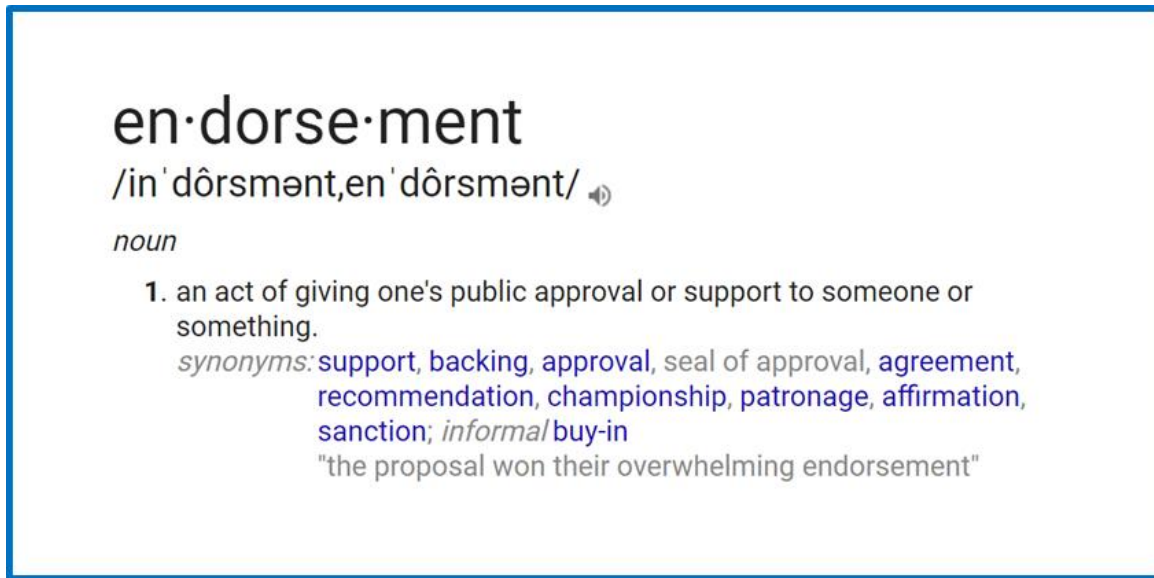 en·dorse·ment
/inˈdôrsmənt,enˈdôrsmənt/
noun
1. an act of giving one's public approval or support to someone or
something.
synonyms: support, backing, approval, seal of approval, agreement,
recommendation, championship, patronage, affirmation,
sanction; informal buy-in
"the proposal won their overwhelming endorsement"